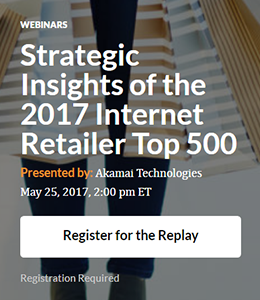 WEBINARS
Strategic
Insights of the
2017 Internet
Retailer Top 500
Presented by: Akamai Technologies
May 25, 2017, 2:00 pm ET
Register for the Replay
Registration Required